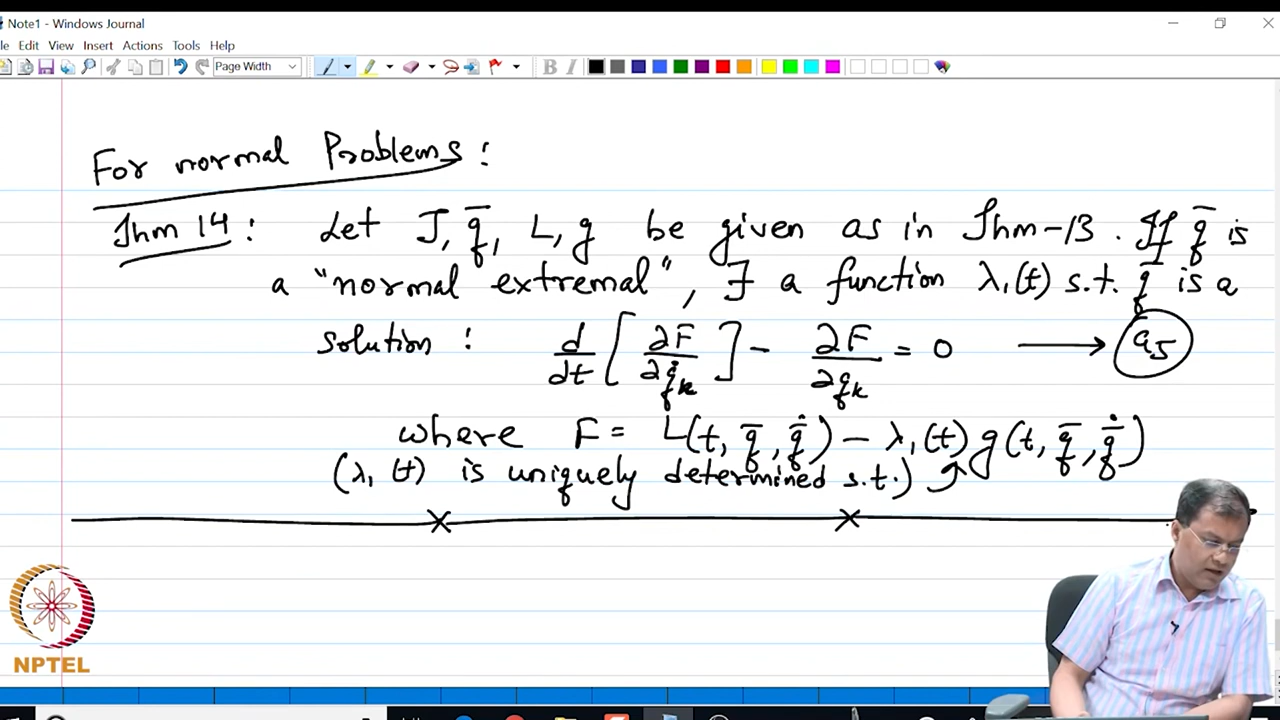 Note1 - Windows Journal
le Edit View Insert Actions Tools Help
Page Width
B I
For normal Problems :
Thm 14 : Let J, q̄, L, g be given as in Thm-13. If q̄ is
a "normal extremal", ∃ a function λ₁(t) s.t. q̄ is a
solution : d/dt [ ∂F/∂q̇ₖ ] - ∂F/∂qₖ = 0 → a₅
where F = L(t, q̄, q̄̇) - λ₁(t) g(t, q̄, q̄̇)
(λ₁(t) is uniquely determined s.t.)
NPTEL